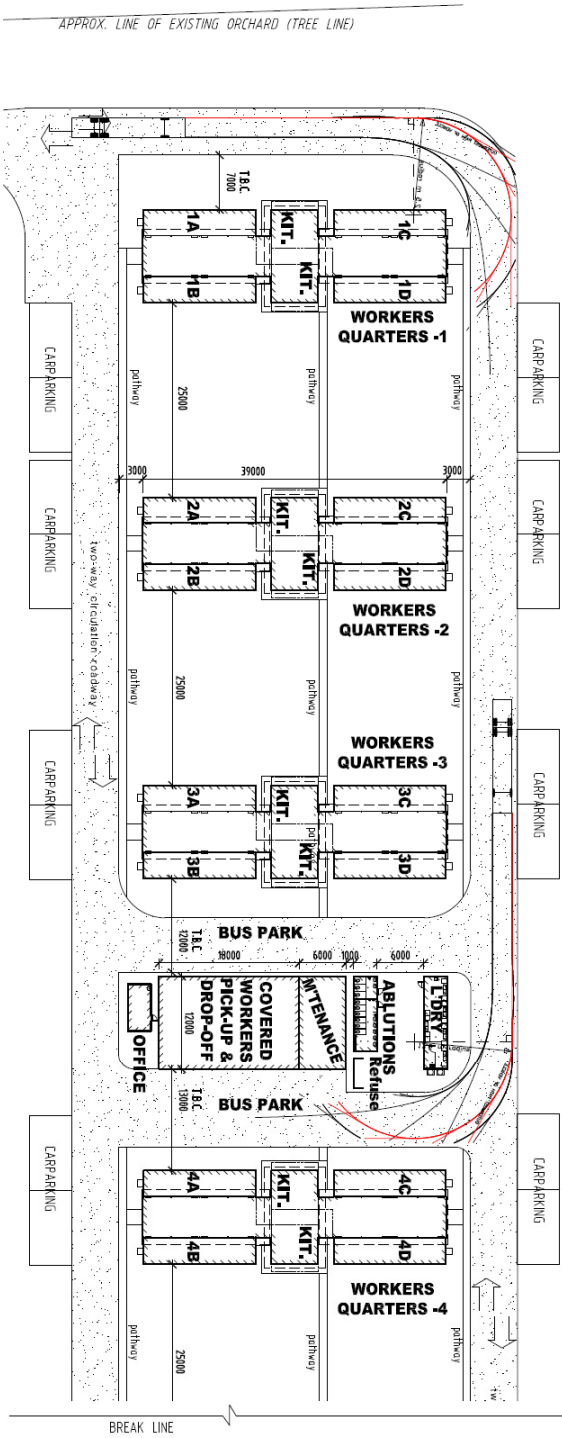 APPROX. LINE OF EXISTING ORCHARD (TREE LINE)
T.B.C.
7000
1A
KIT.
1C
1B
KIT.
1D
WORKERS
QUARTERS -1
CARPARKING
CARPARKING
pathway
25000
pathway
pathway
3000
39000
3000
2A
KIT.
2C
2B
KIT.
2D
CARPARKING
CARPARKING
WORKERS
QUARTERS -2
two-way circulation roadway
pathway
25000
pathway
pathway
WORKERS
QUARTERS -3
CARPARKING
CARPARKING
3A
KIT.
3C
pathway
3B
KIT.
3D
BUS PARK
T.B.C.
12000
18000
6000
1000
6000
OFFICE
12000
COVERED
WORKERS
PICK-UP &
DROP-OFF
M'TENANCE
ABLUTIONS
Refuse
L'DRY
T.B.C.
13000
BUS PARK
CARPARKING
CARPARKING
4A
KIT.
4C
4B
KIT.
4D
WORKERS
QUARTERS -4
pathway
25000
pathway
pathway
tw
BREAK LINE